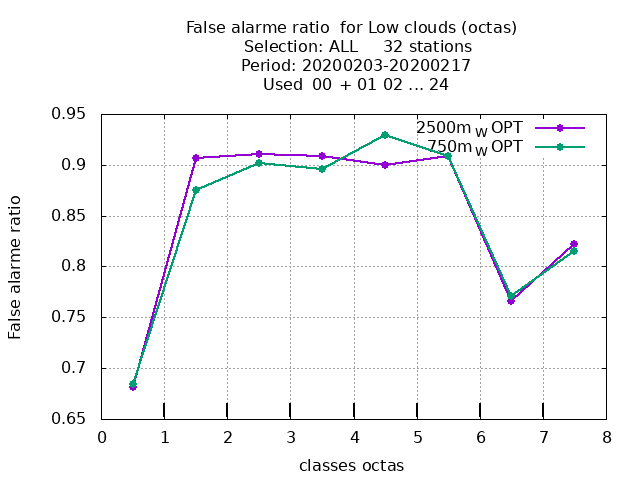 False alarme ratio  for Low clouds (octas)
Selection: ALL     32 stations
Period: 20200203-20200217
Used  00 + 01 02 ... 24
0.95
0.9
0.85
0.8
0.75
0.7
0.65
False alarme ratio
2500m W OPT
750m W OPT
0 1 2 3 4 5 6 7 8
classes octas